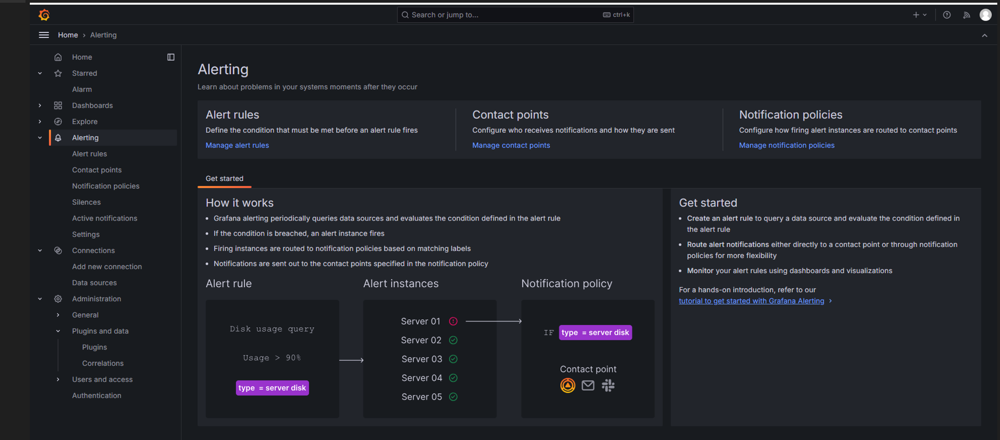 Search or jump to...
ctrl+k
Home
Alerting
Home
Starred
Alarm
Dashboards
Explore
Alerting
Alert rules
Contact points
Notification policies
Silences
Active notifications
Settings
Connections
Add new connection
Data sources
Administration
General
Plugins and data
Plugins
Correlations
Users and access
Authentication
Alerting
Learn about problems in your systems moments after they occur
Alert rules
Define the condition that must be met before an alert rule fires
Manage alert rules
Contact points
Configure who receives notifications and how they are sent
Manage contact points
Notification policies
Configure how firing alert instances are routed to contact points
Manage notification policies
Get started
How it works
Grafana alerting periodically queries data sources and evaluates the condition defined in the alert rule
If the condition is breached, an alert instance fires
Firing instances are routed to notification policies based on matching labels
Notifications are sent out to the contact points specified in the notification policy
Alert rule
Disk usage query
Usage > 90%
type = server disk
Alert instances
Server 01
Server 02
Server 03
Server 04
Server 05
Notification policy
IF type = server disk
Contact point
Get started
Create an alert rule to query a data source and evaluate the condition defined in
the alert rule
Route alert notifications either directly to a contact point or through notification
policies for more flexibility
Monitor your alert rules using dashboards and visualizations
For a hands-on introduction, refer to our
tutorial to get started with Grafana Alerting